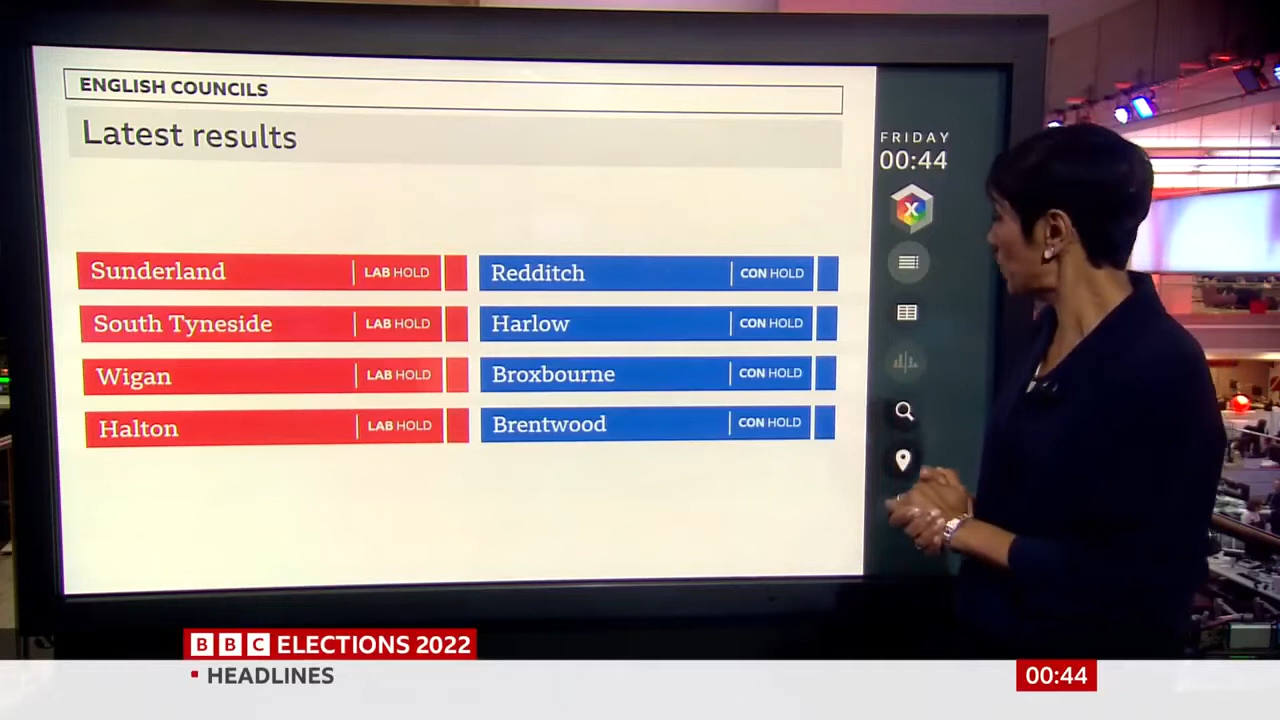 ENGLISH COUNCILS
Latest results
FRIDAY
00:44
X
Sunderland LAB HOLD
Redditch CON HOLD
South Tyneside LAB HOLD
Harlow CON HOLD
Wigan LAB HOLD
Broxbourne CON HOLD
Halton LAB HOLD
Brentwood CON HOLD
BBC ELECTIONS 2022
HEADLINES
00:44